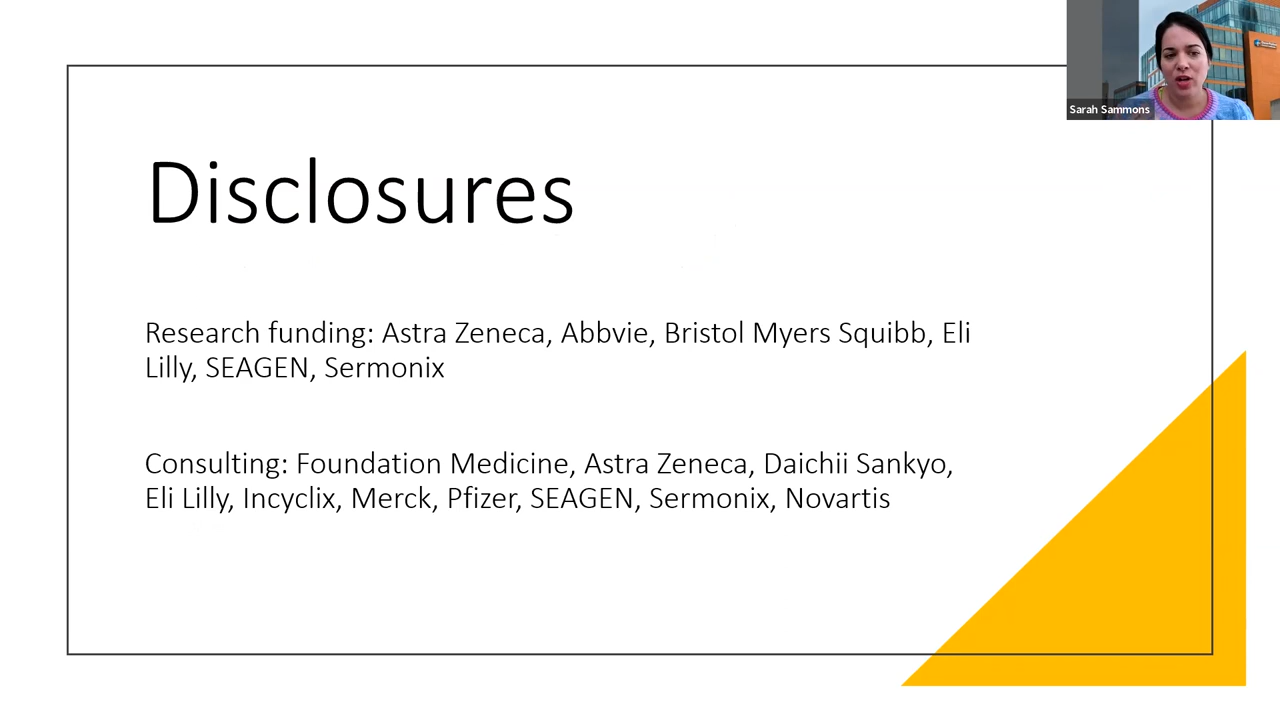 Sarah Sammons
Disclosures
Research funding: Astra Zeneca, Abbvie, Bristol Myers Squibb, Eli
Lilly, SEAGEN, Sermonix
Consulting: Foundation Medicine, Astra Zeneca, Daichii Sankyo,
Eli Lilly, Incyclix, Merck, Pfizer, SEAGEN, Sermonix, Novartis